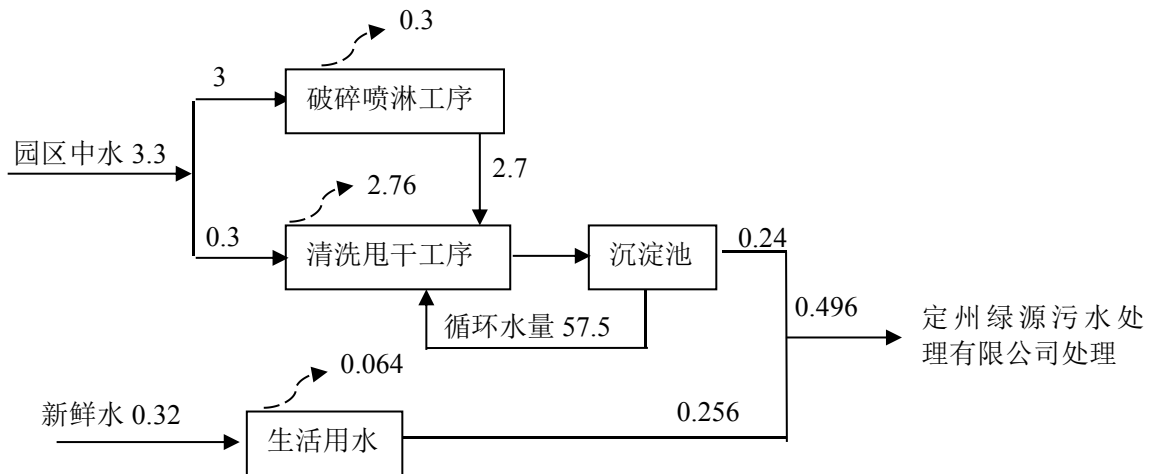 0.3
3
破碎喷淋工序
园区中水 3.3
2.7
2.76
0.3
清洗甩干工序
沉淀池
0.24
循环水量 57.5
0.496
定州绿源污水处
理有限公司处理
0.064
新鲜水 0.32
0.256
生活用水